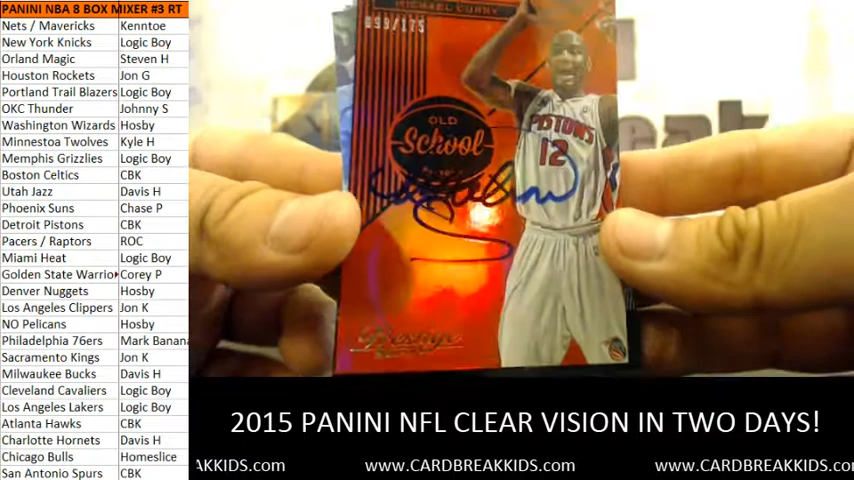 PANINI NBA 8 BOX MIXER #3 RT
Nets / Mavericks Kenntoe
New York Knicks Logic Boy
Orland Magic Steven H
Houston Rockets Jon G
Portland Trail Blazers Logic Boy
OKC Thunder Johnny S
Washington Wizards Hosby
Minnestoa Twolves Kyle H
Memphis Grizzlies Logic Boy
Boston Celtics CBK
Utah Jazz Davis H
Phoenix Suns Chase P
Detroit Pistons CBK
Pacers / Raptors ROC
Miami Heat Logic Boy
Golden State Warrio Corey P
Denver Nuggets Hosby
Los Angeles Clippers Jon K
NO Pelicans Hosby
Philadelphia 76ers Mark Banana
Sacramento Kings Jon K
Milwaukee Bucks Davis H
Cleveland Cavaliers Logic Boy
Los Angeles Lakers Logic Boy
Atlanta Hawks CBK
Charlotte Hornets Davis H
Chicago Bulls Homeslice
San Antonio Spurs CBK
MICHAEL CURRY
OLD
School
PISTONS
12
Prestige
2015 PANINI NFL CLEAR VISION IN TWO DAYS!
AKKIDS.com www.CARDBREAKKIDS.com www.CARDBREAKKIDS.com